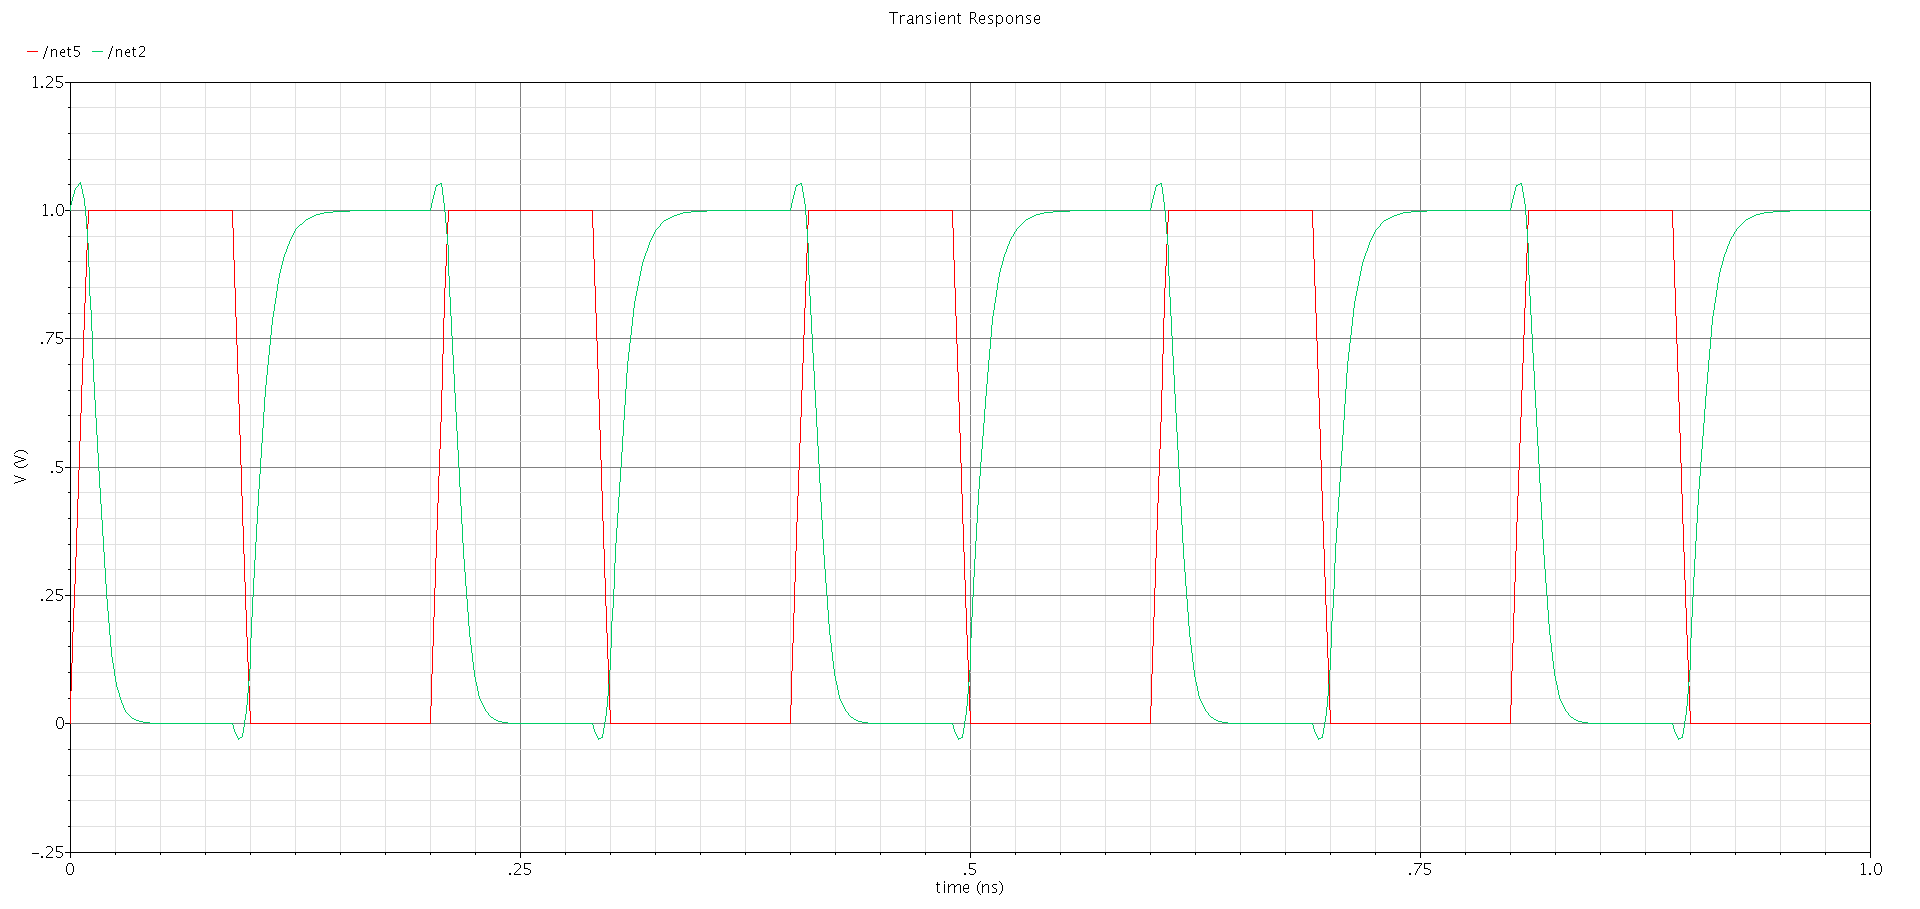 Transient Response
/net5 /net2
1.25
1.0
.75
V (V)
.5
.25
0
-.25
0 .25 .5 .75 1.0
time (ns)